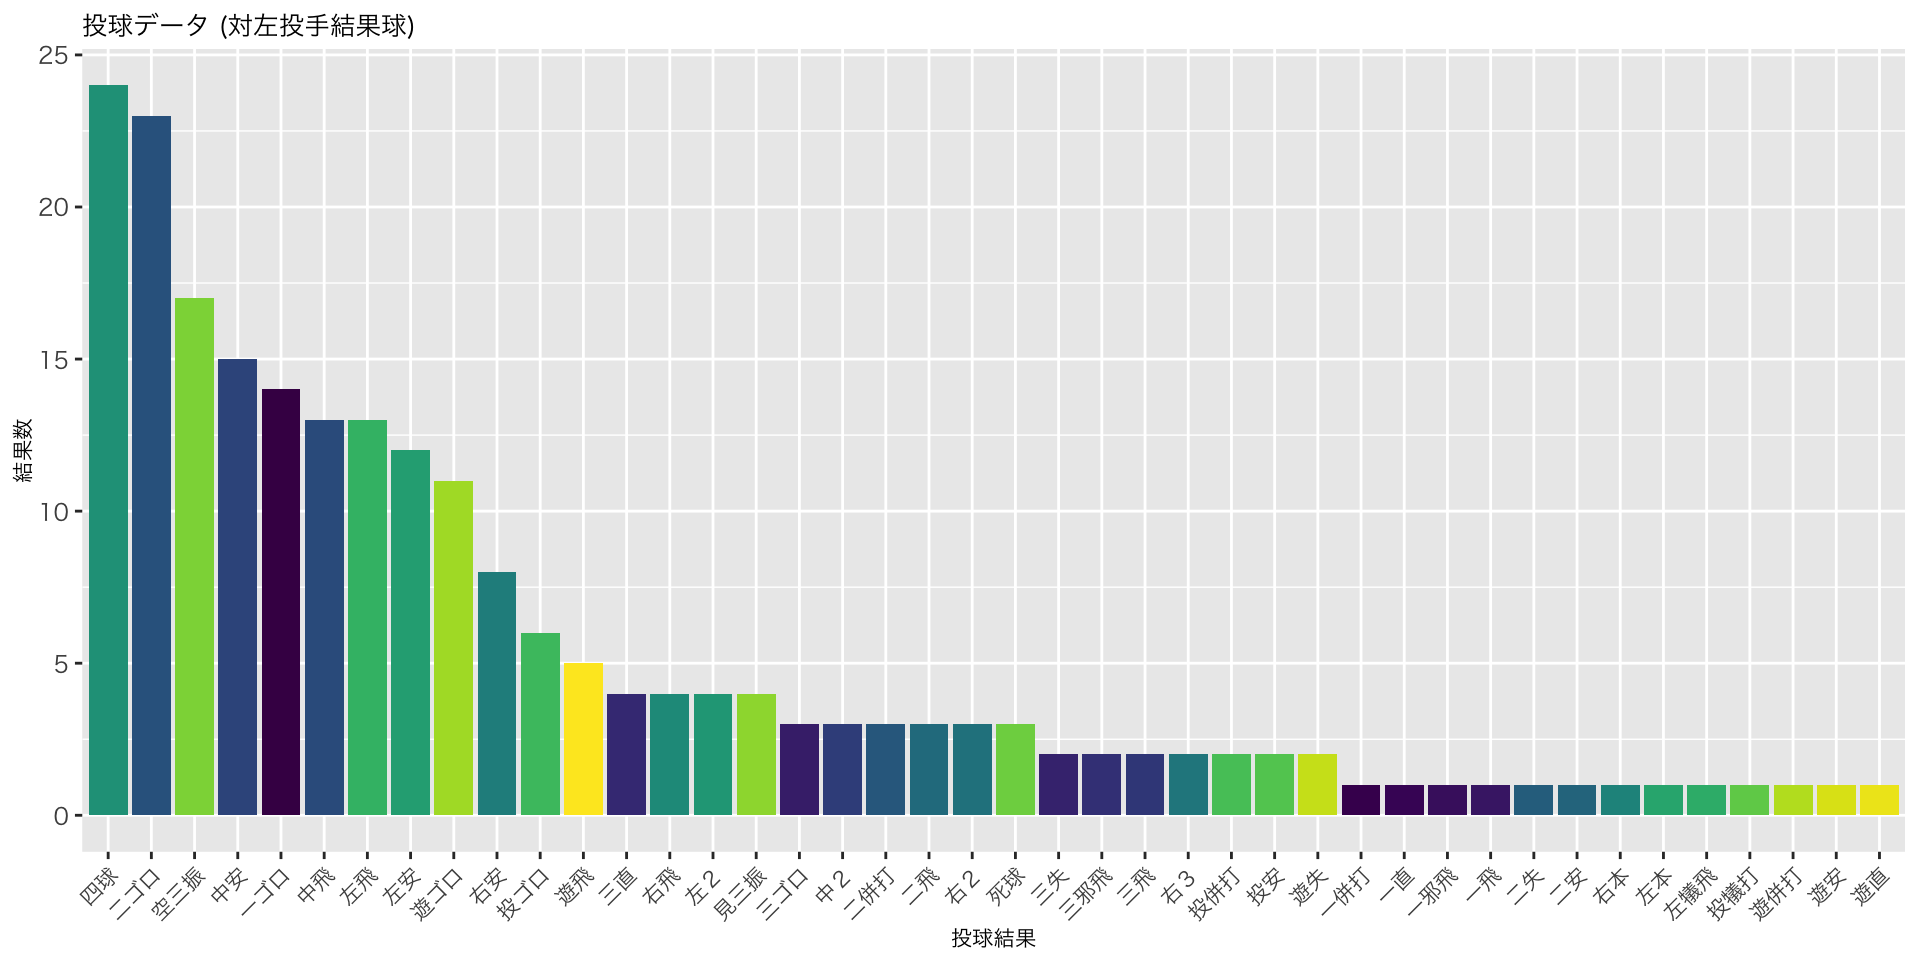 投球データ (対左投手結果球)
結果数
25
20
15
10
5
0
四球
二ゴロ
空三振
中安
一ゴロ
中飛
左飛
左安
遊ゴロ
右安
投ゴロ
遊飛
三直
右飛
左２
見三振
三ゴロ
中２
二併打
二飛
右２
死球
三失
三邪飛
三飛
右３
投併打
投安
遊失
一併打
一直
一邪飛
一飛
二失
二安
右本
左本
左犠飛
投犠打
遊併打
遊安
遊直
投球結果